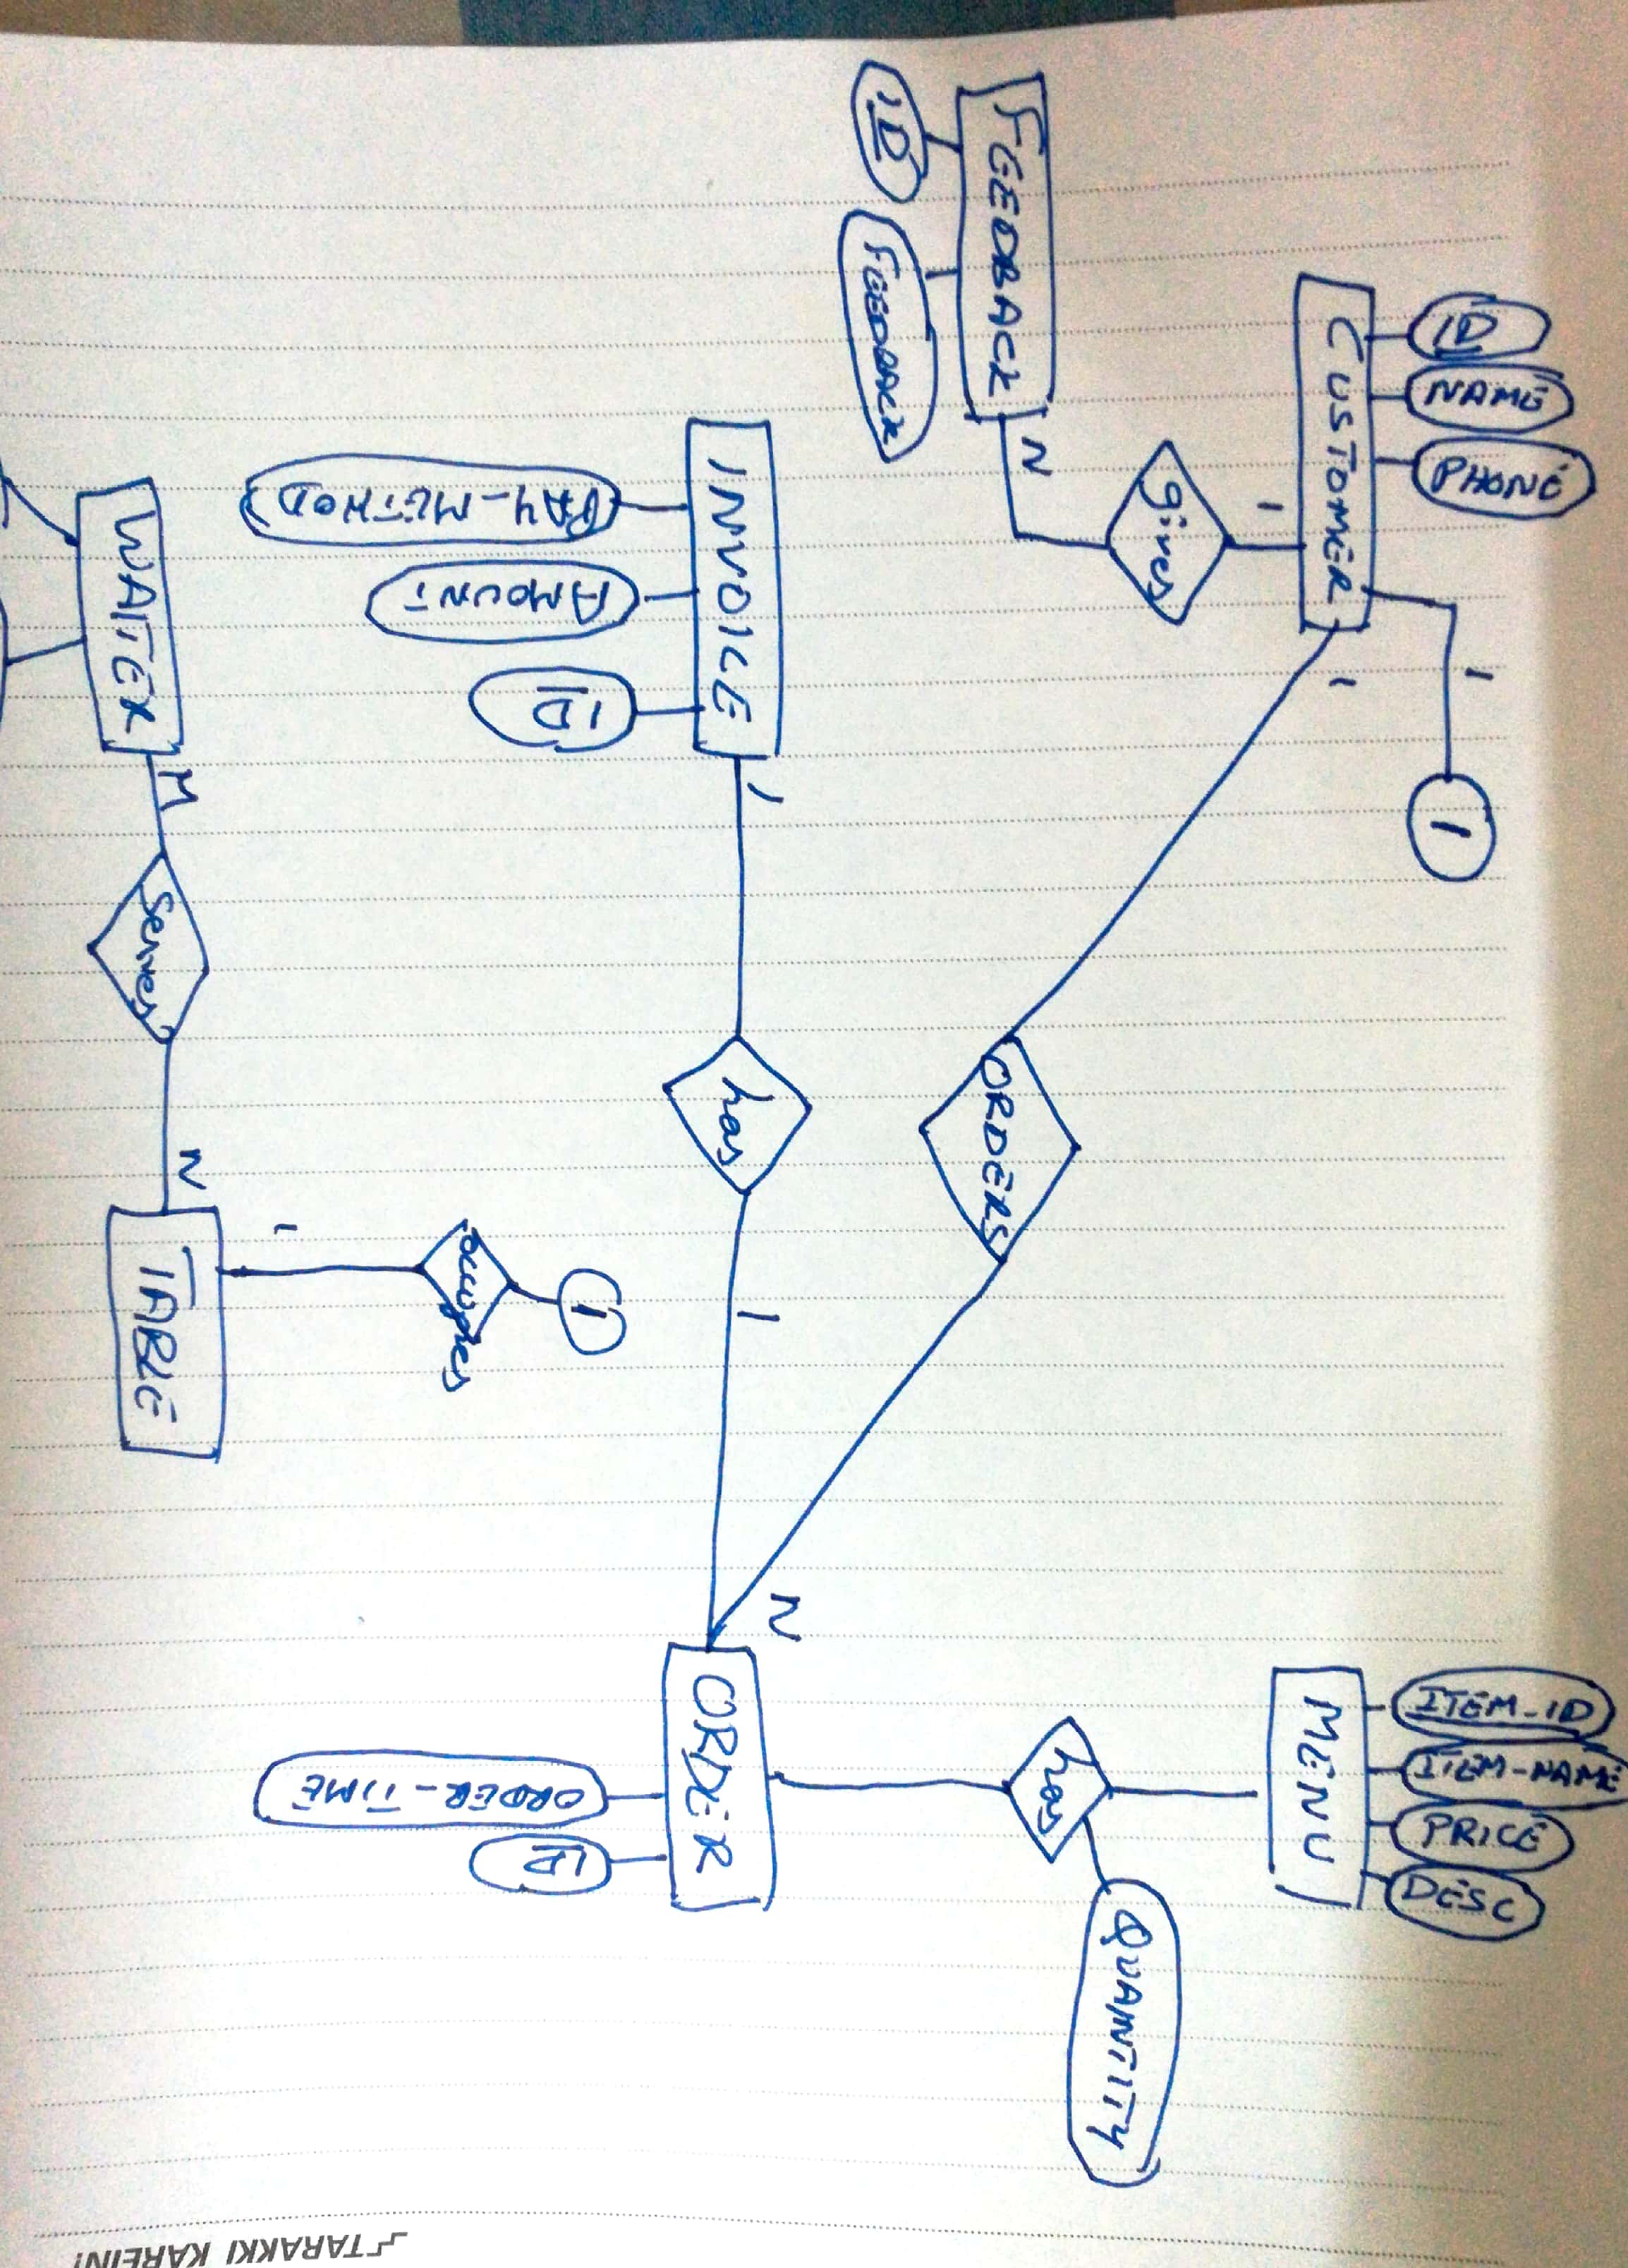 ID
NAME
PHONE
CUSTOMER
1
1
1
1
gives
N
FEEDBACK
ID
FEEDBACK
ORDERS
N
INVOICE
PAY-METHOD
AMOUNT
ID
1
has
1
ORDER
ORDER-TIME
ID
has
QUANTITY
MENU
ITEM_ID
ITEM-NAME
PRICE
DESC
WAITER
M
Serves
N
TABLE
1
occupies
1
TARAKKI KAREIN!